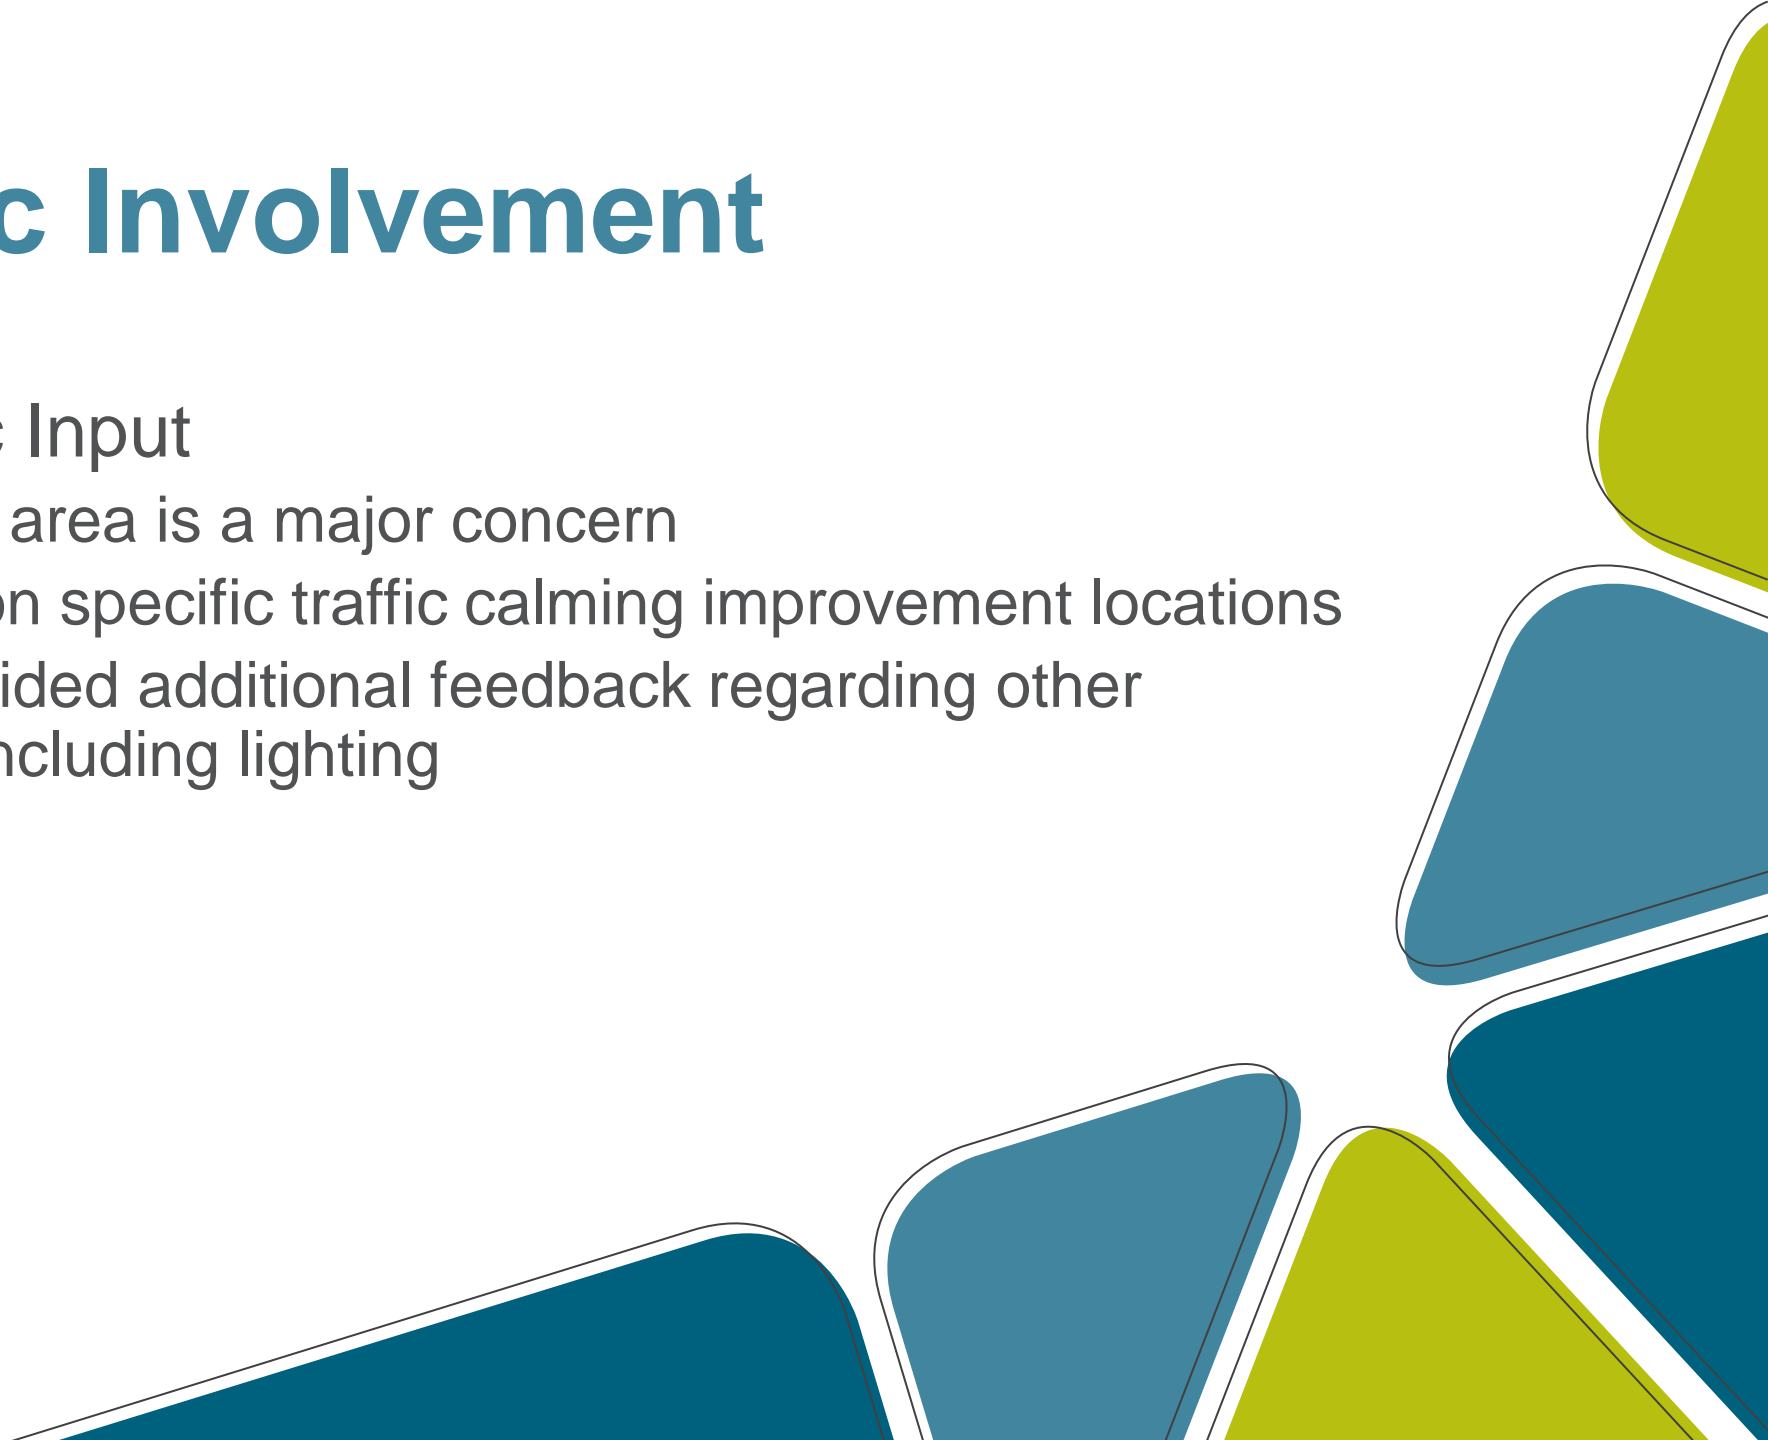 c Involvement
c Input
area is a major concern
on specific traffic calming improvement locations
ided additional feedback regarding other
ncluding lighting